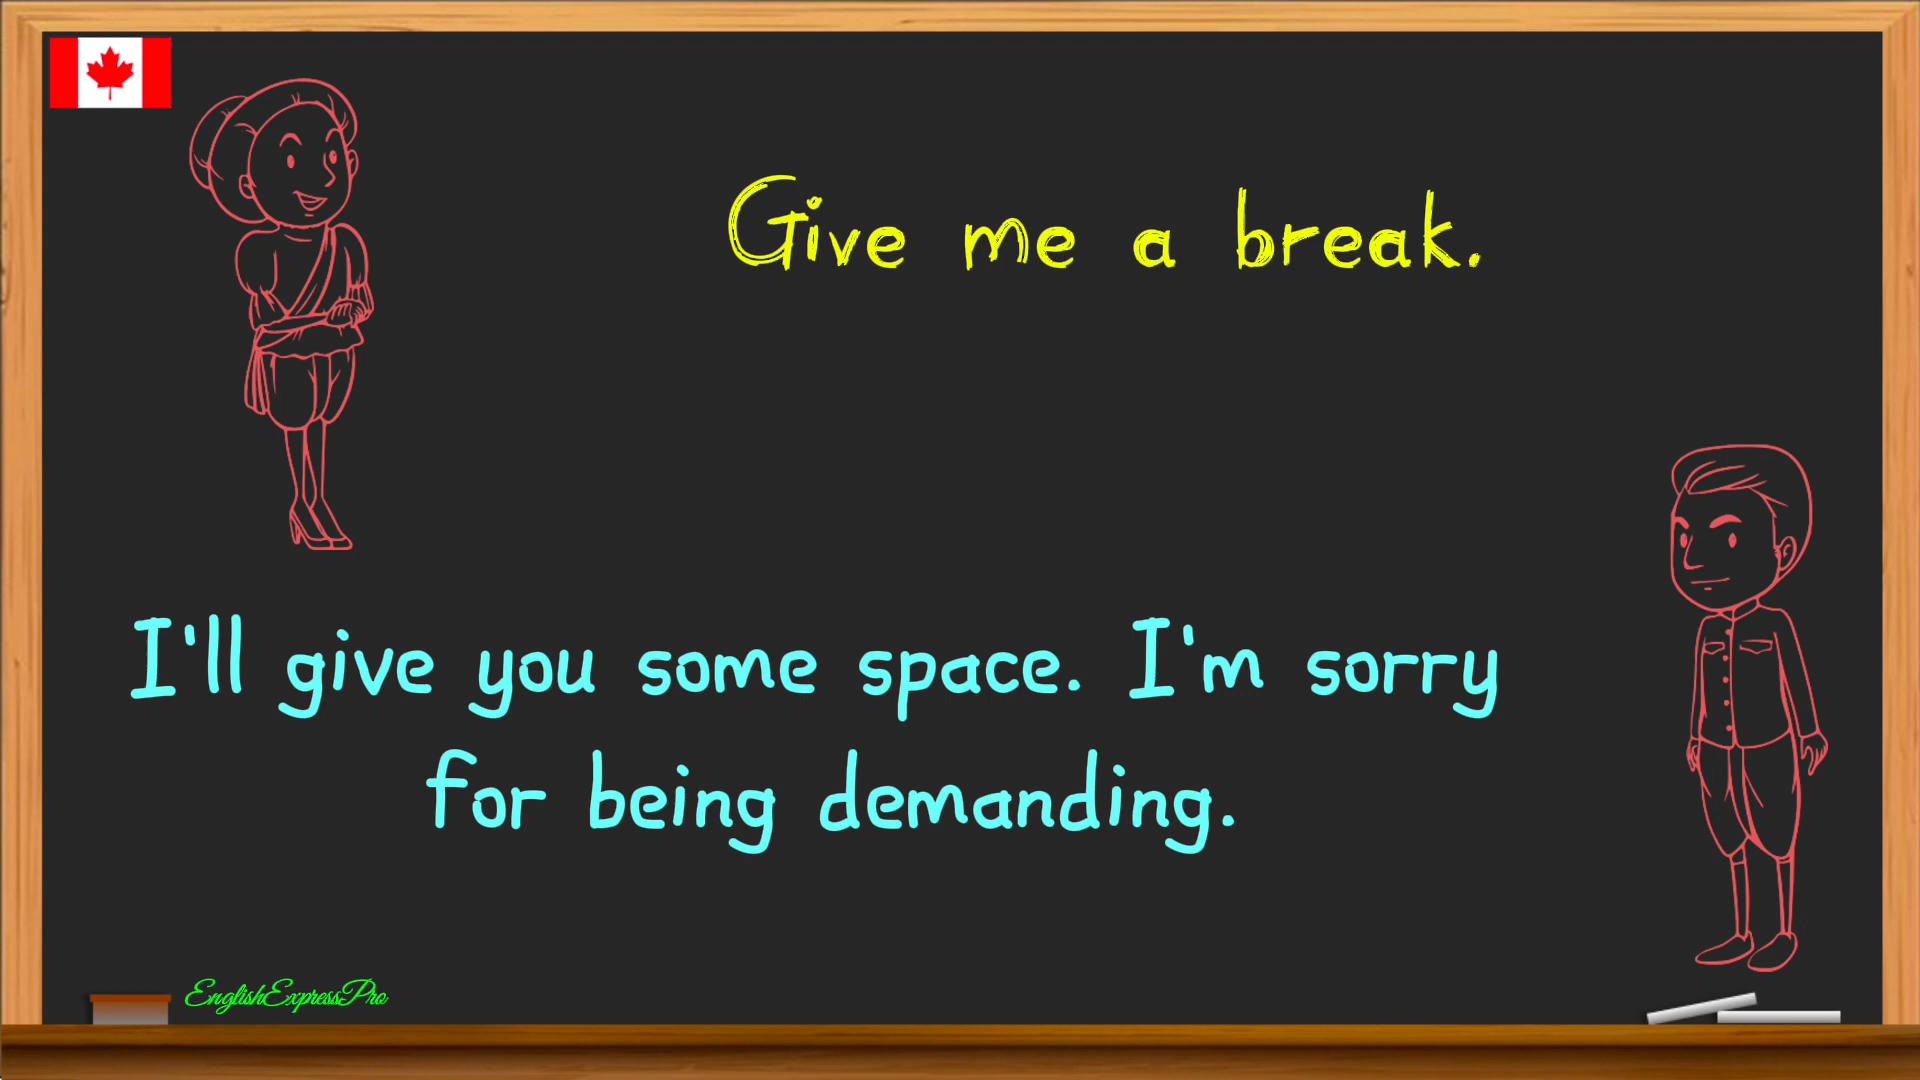 Give me a break.
I'll give you some space. I'm sorry
for being demanding.
EnglishExpressPro